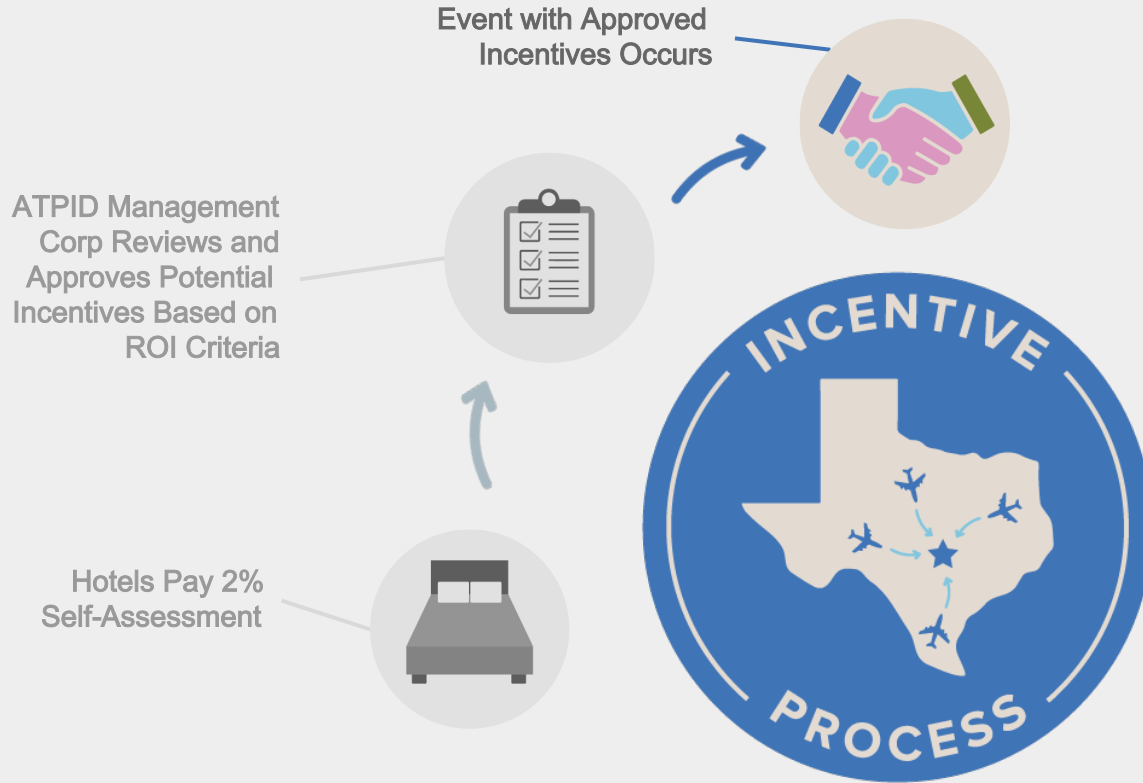 Event with Approved
Incentives Occurs
ATPID Management
Corp Reviews and
Approves Potential
Incentives Based on
ROI Criteria
Hotels Pay 2%
Self-Assessment
INCENTIVE
PROCESS